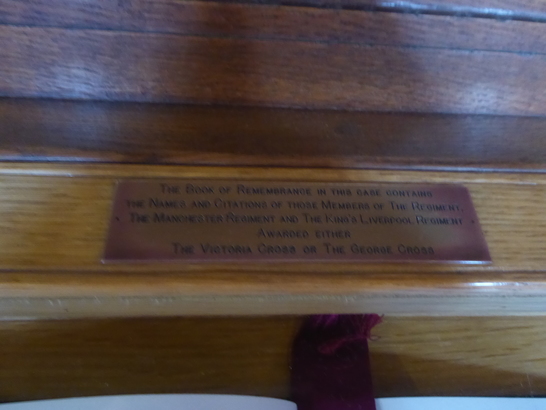 The Book of Remembrance in this case contains
the Names and Citations of those Members of The Regiment,
The Manchester Regiment and The King's Liverpool Regiment
Awarded either
The Victoria Cross or The George Cross